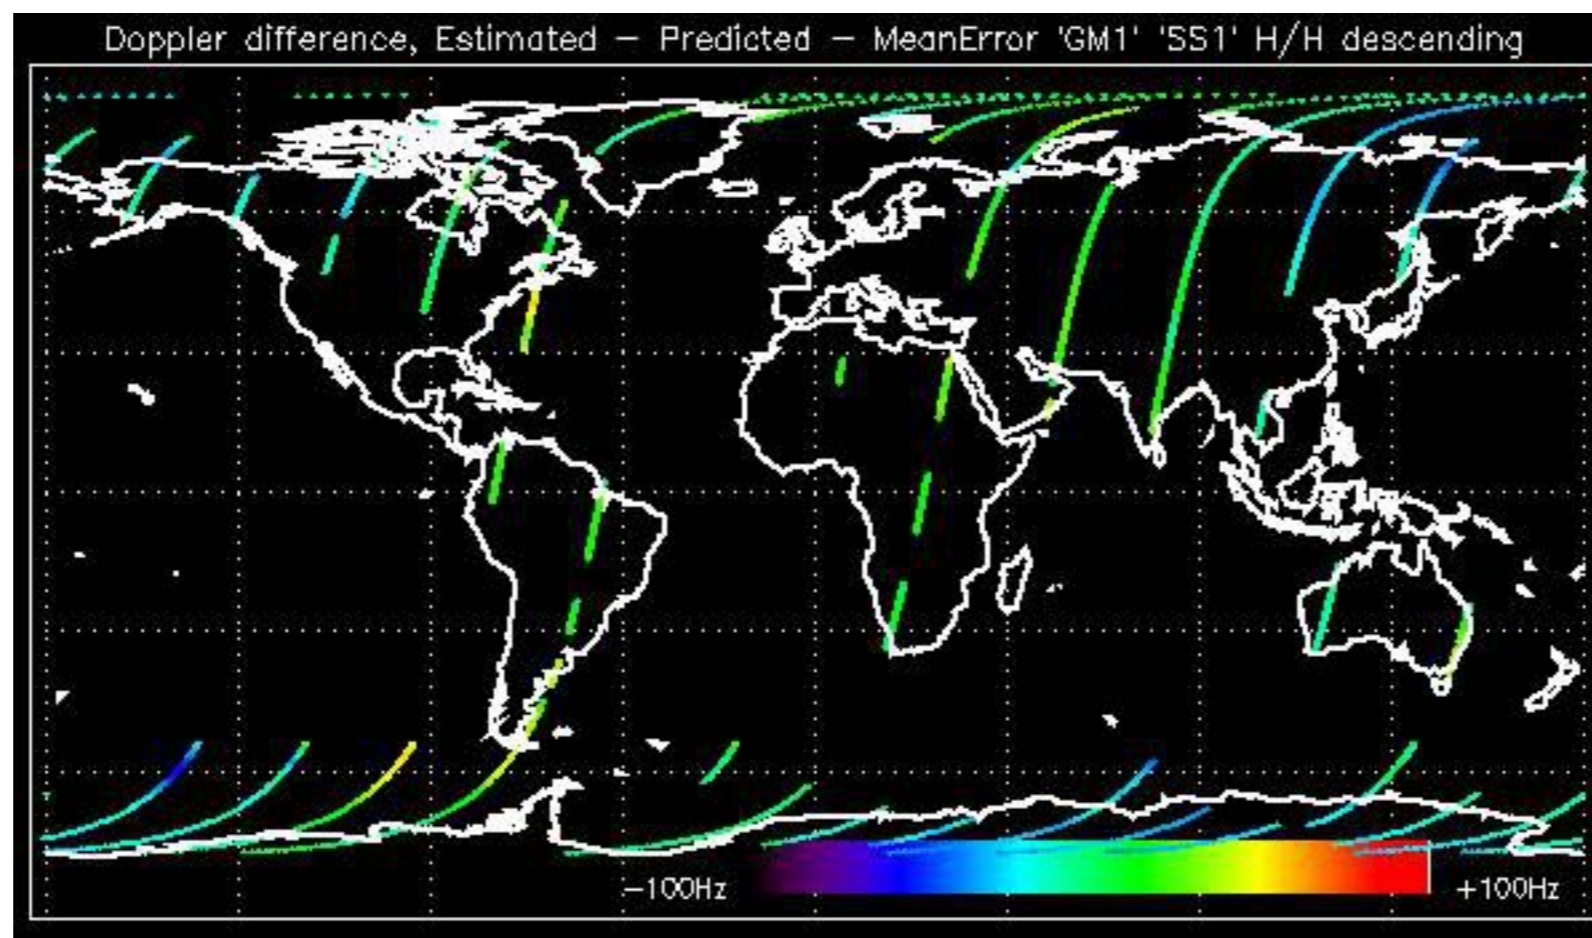 Doppler difference, Estimated – Predicted – MeanError 'GM1' 'SS1' H/H descending
–100Hz +100Hz